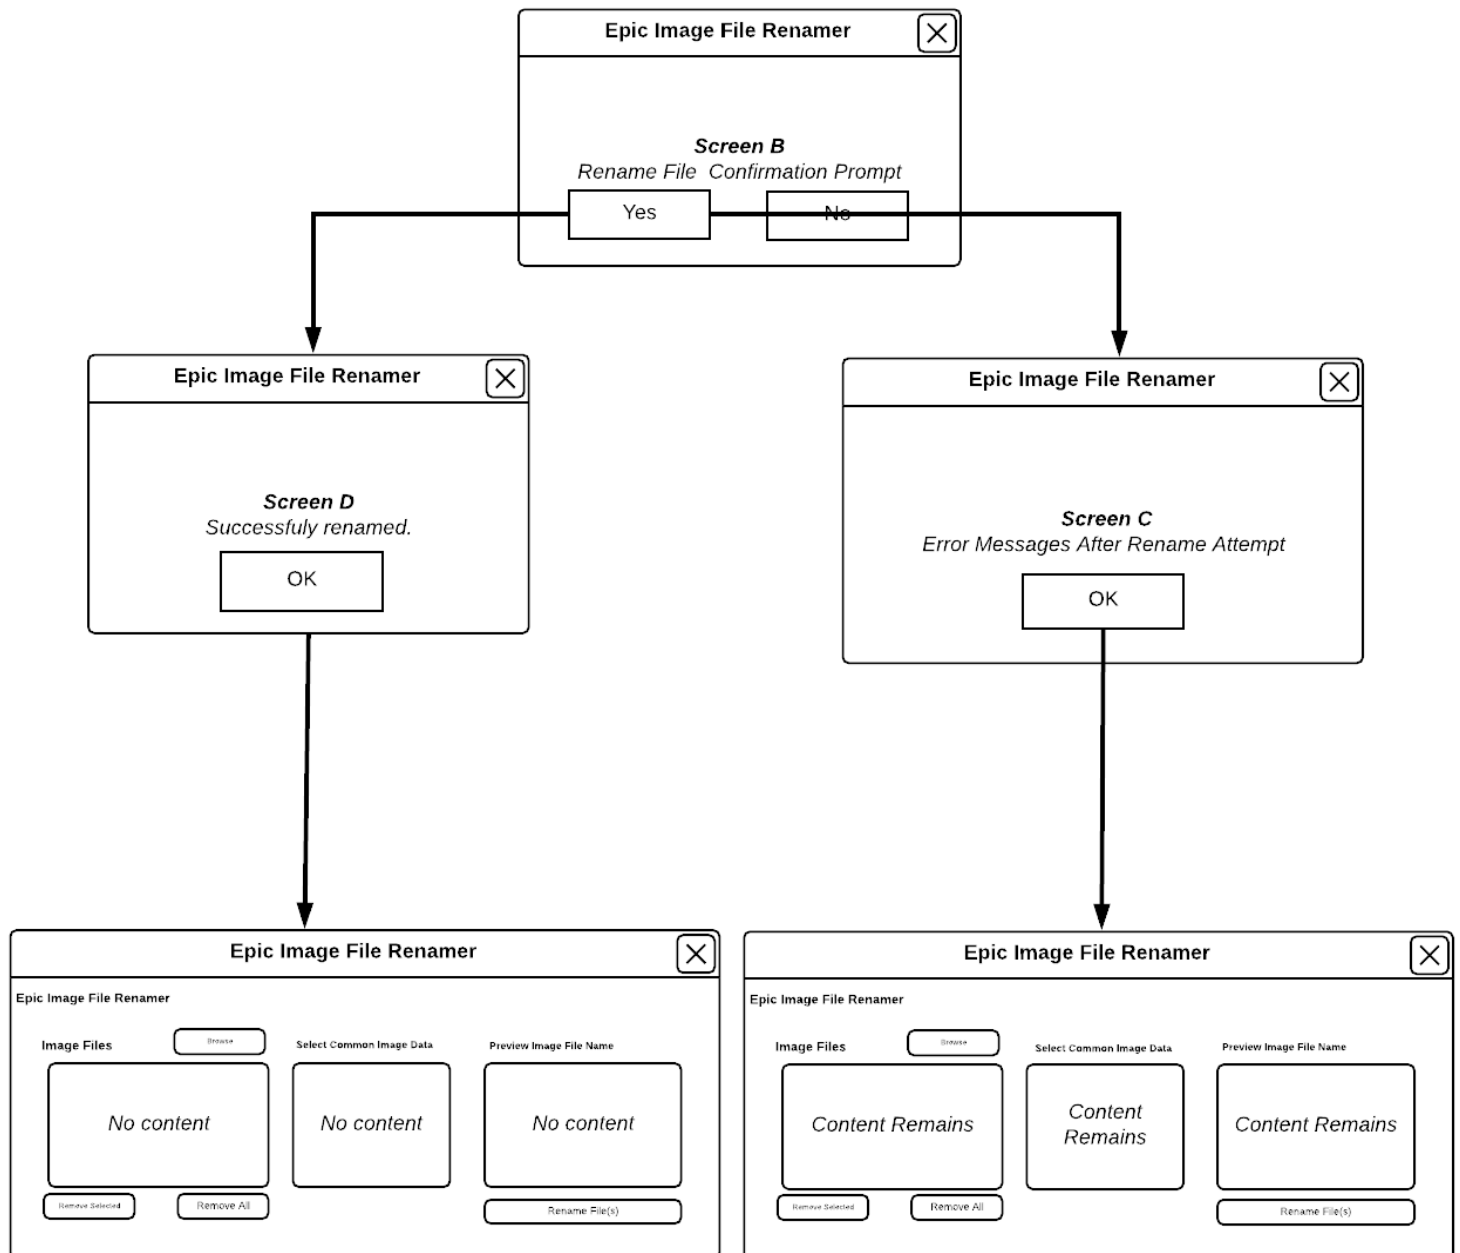 Epic Image File Renamer
Screen B
Rename File Confirmation Prompt
Yes
No
Epic Image File Renamer
Screen D
Successfuly renamed.
OK
Epic Image File Renamer
Screen C
Error Messages After Rename Attempt
OK
Epic Image File Renamer
Epic Image File Renamer
Image Files
Browse
Select Common Image Data
Preview Image File Name
No content
No content
No content
Remove Selected
Remove All
Rename File(s)
Epic Image File Renamer
Epic Image File Renamer
Image Files
Browse
Select Common Image Data
Preview Image File Name
Content Remains
Content
Remains
Content Remains
Remove Selected
Remove All
Rename File(s)